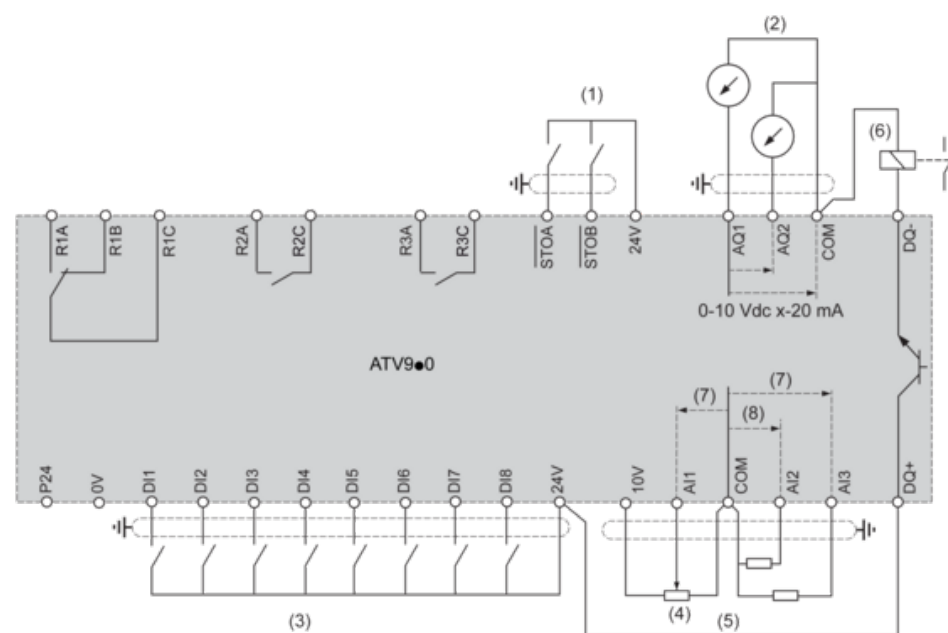 (2)
(1)
(6)
R1A R1B R1C R2A R2C R3A R3C STOA STOB 24V AQ1 AQ2 COM DQ-
0-10 Vdc x-20 mA
ATV9●0
(7)
(7)
(8)
P24 0V DI1 DI2 DI3 DI4 DI5 DI6 DI7 DI8 24V 10V AI1 COM AI2 AI3 DQ+
(4)
(3)
(5)